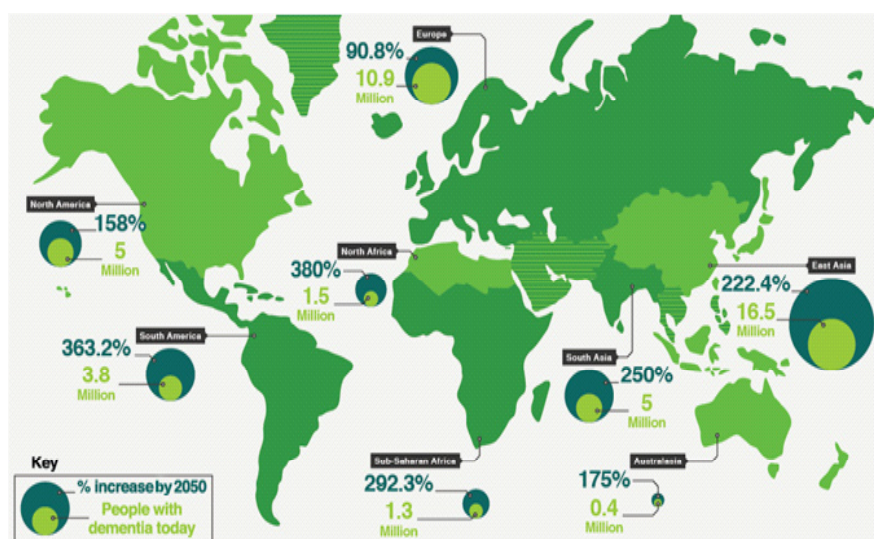 Europe
90.8%
10.9
Million
North America
158%
5
Million
North Africa
380%
1.5
Million
East Asia
222.4%
16.5
Million
South America
363.2%
3.8
Million
South Asia
250%
5
Million
Sub-Saharan Africa
292.3%
1.3
Million
Australasia
175%
0.4
Million
Key
% increase by 2050
People with
dementia today